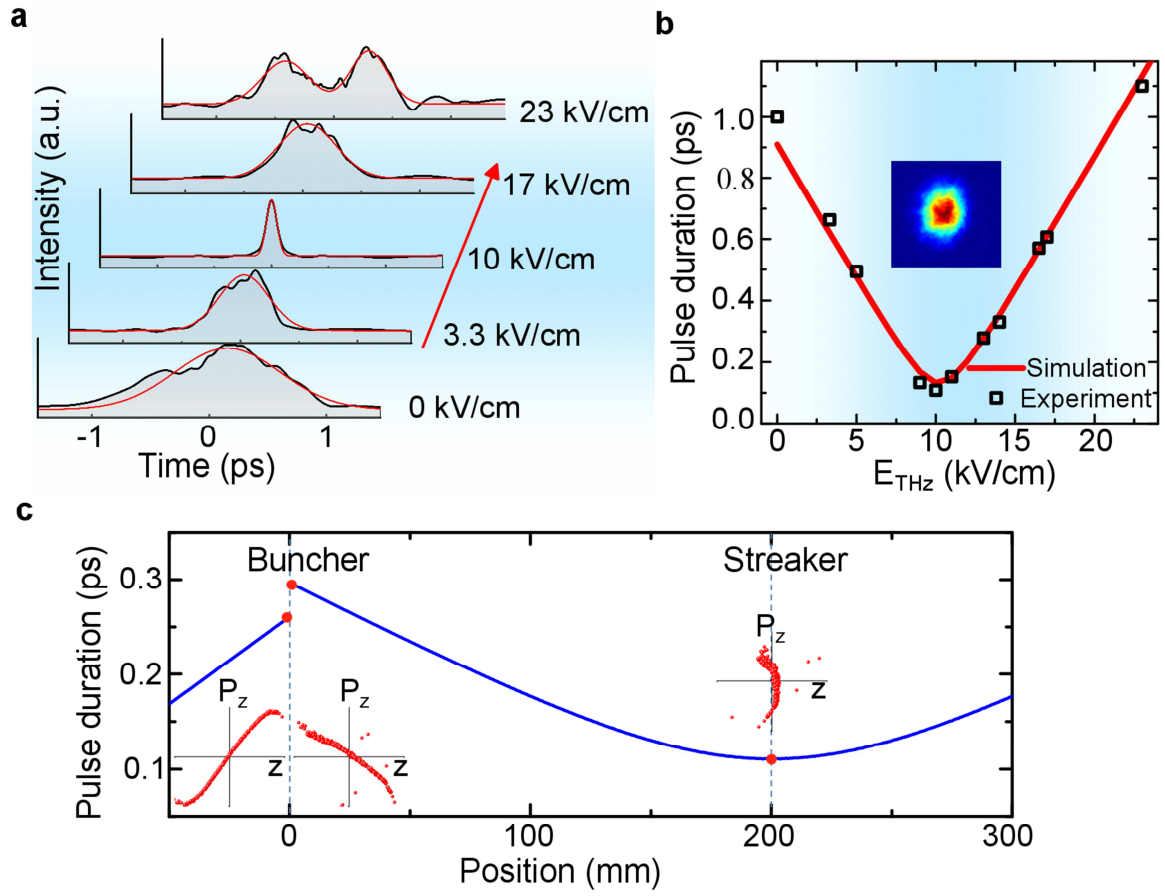 a
Intensity (a.u.)
23 kV/cm
17 kV/cm
10 kV/cm
3.3 kV/cm
0 kV/cm
-1 0 1
Time (ps)
b
Pulse duration (ps)
1.0
0.8
0.6
0.4
0.2
0.0
Simulation
Experiment
0 5 10 15 20
E_THz (kV/cm)
c
Pulse duration (ps)
0.3
0.2
0.1
Buncher
Streaker
P_z
z
P_z
z
P_z
z
0 100 200 300
Position (mm)